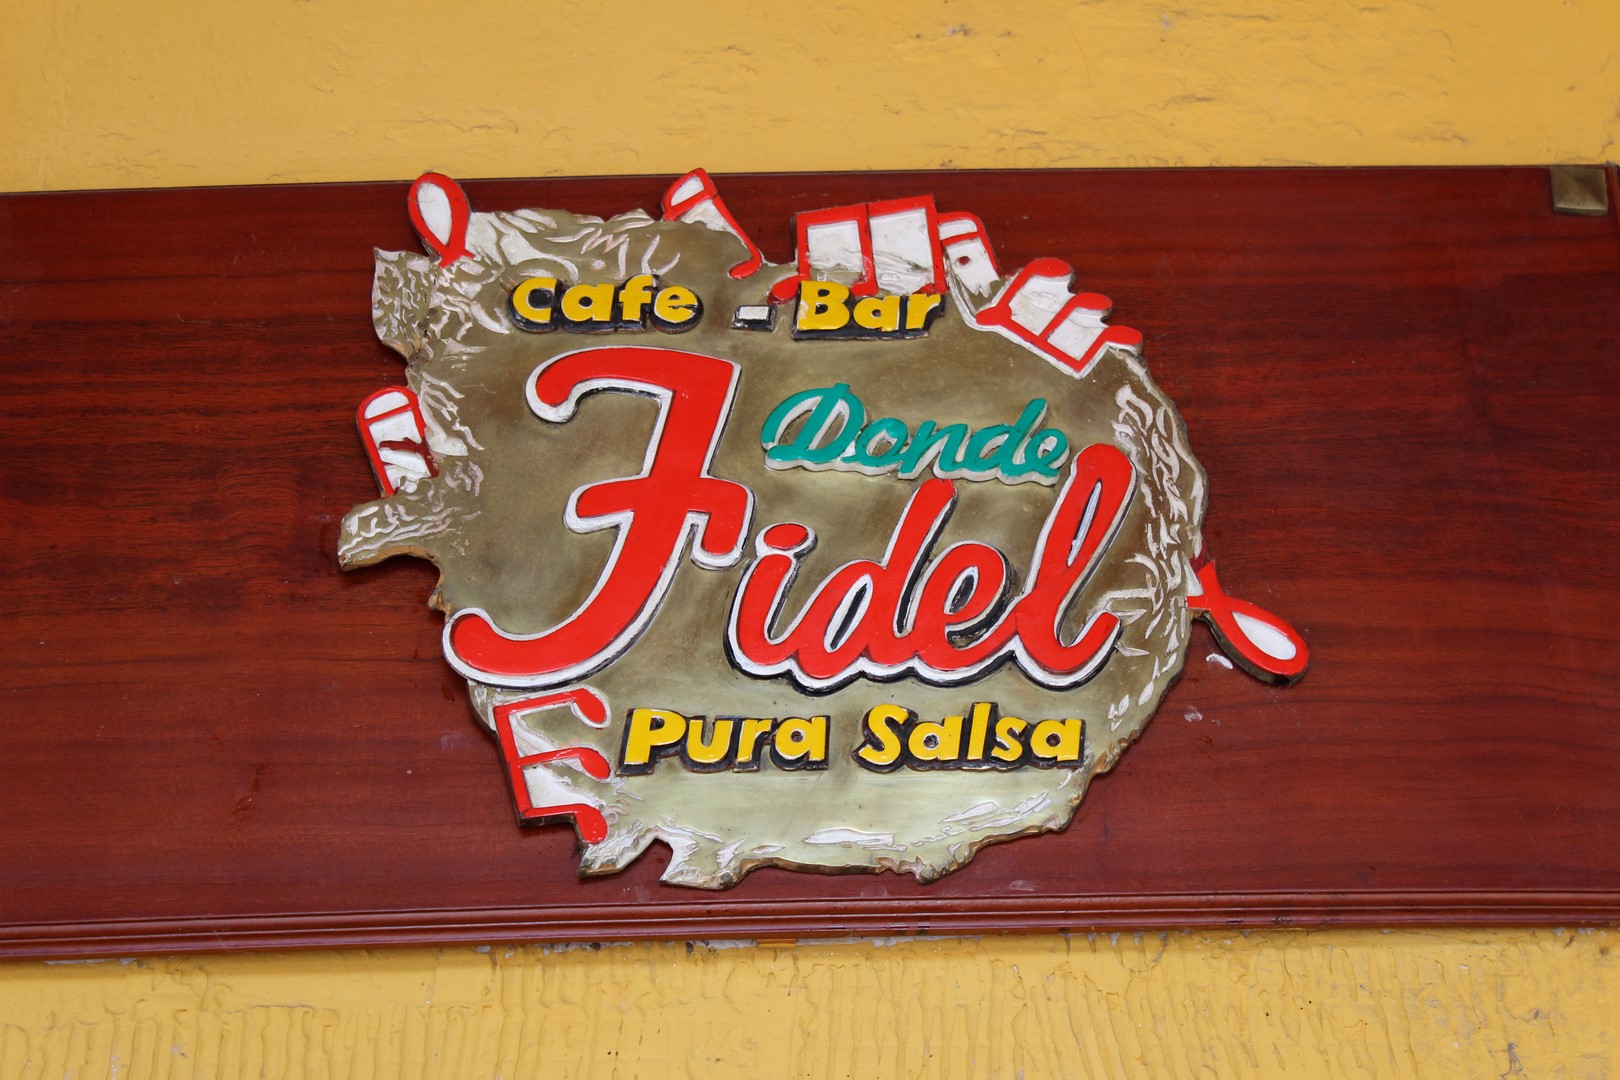 Cafe - Bar
Donde
Fidel
Pura Salsa